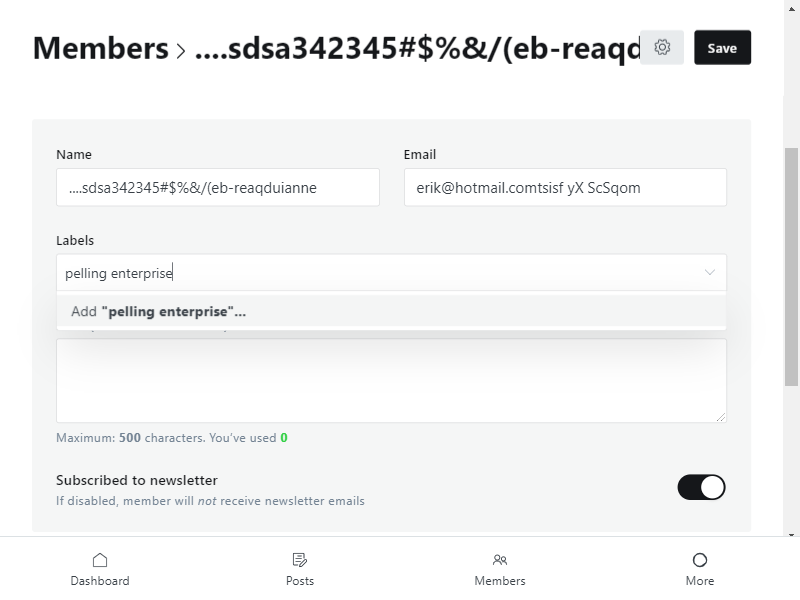 Members > ....sdsa342345#$%&/(eb-reaqd
Save
Name
Email
....sdsa342345#$%&/(eb-reaqduianne
erik@hotmail.comtsisf yX ScSqom
Labels
pelling enterprise
Add "pelling enterprise"...
Maximum: 500 characters. You've used 0
Subscribed to newsletter
If disabled, member will not receive newsletter emails
Dashboard
Posts
Members
More